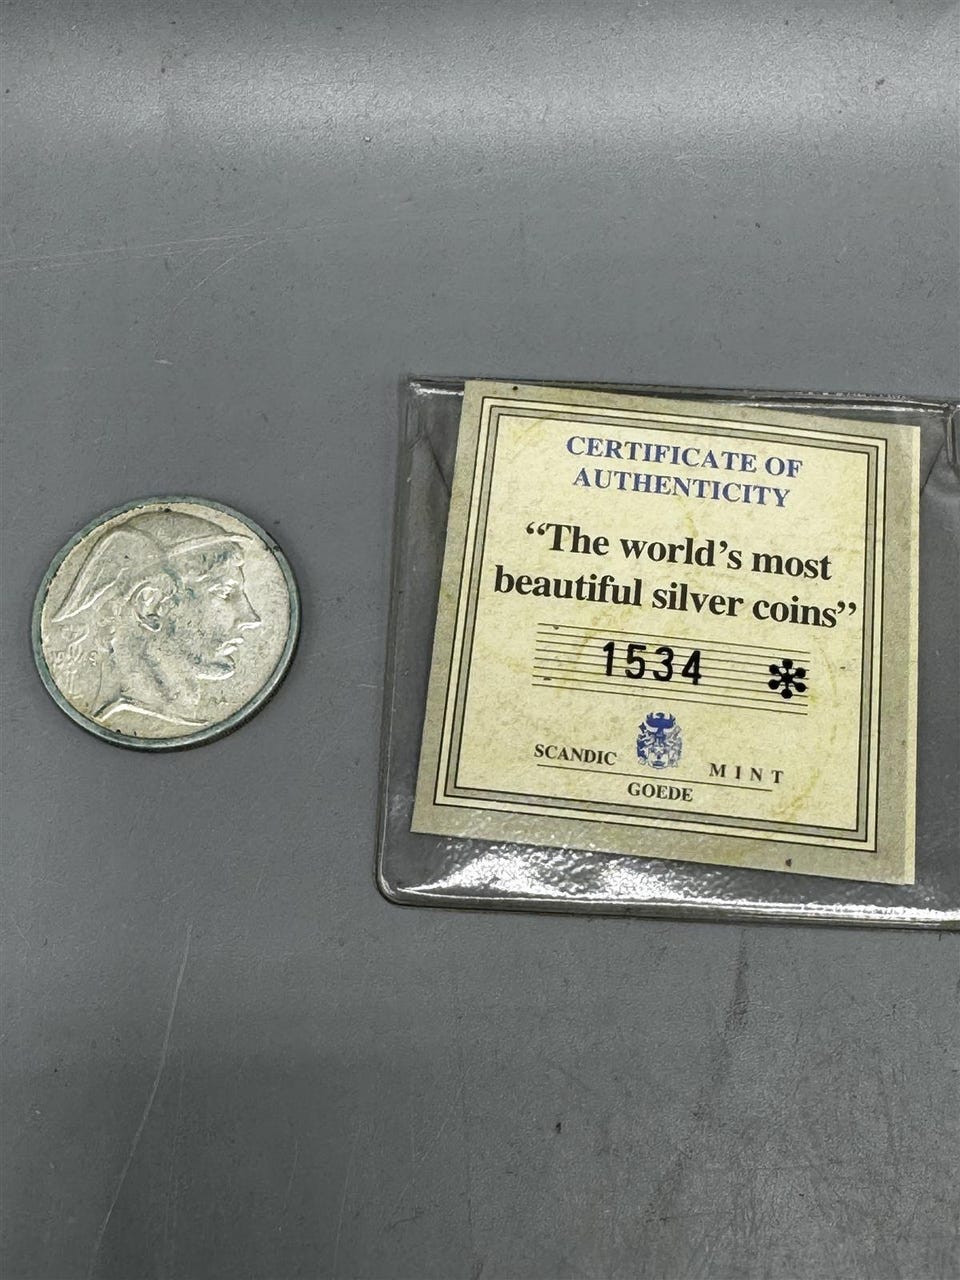 CERTIFICATE OF
AUTHENTICITY
“The world’s most
beautiful silver coins”
1534 *
SCANDIC MINT
GOEDE